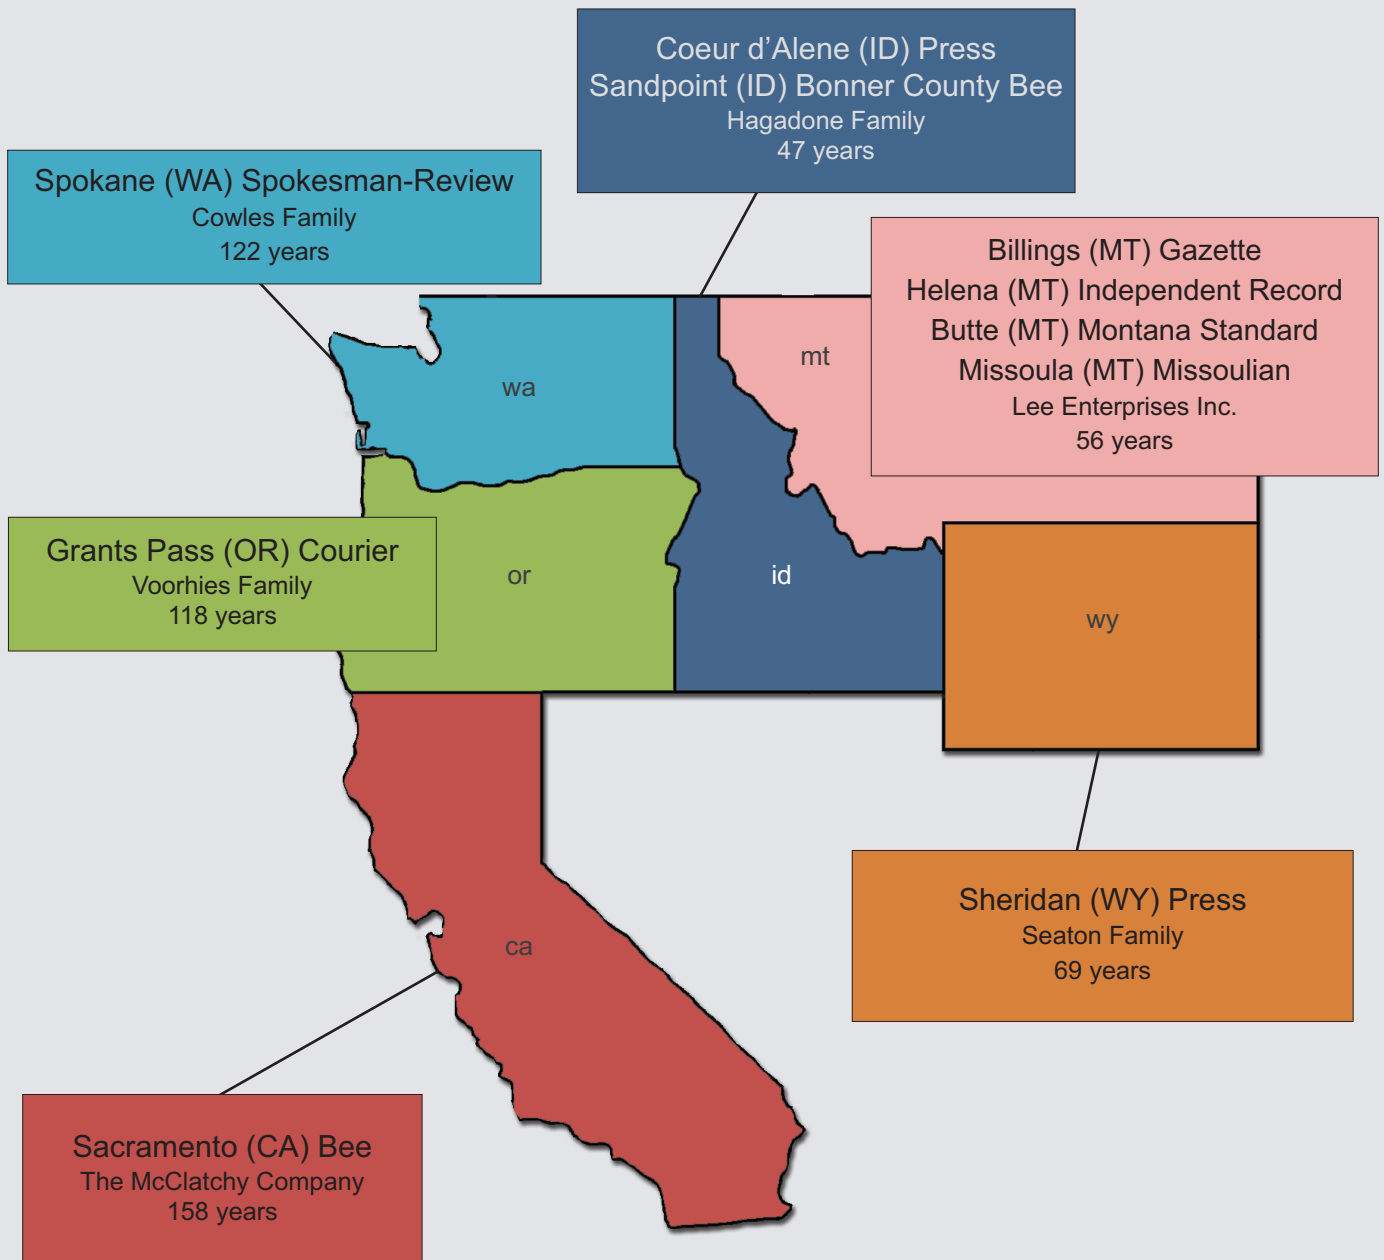 Coeur d'Alene (ID) Press
Sandpoint (ID) Bonner County Bee
Hagadone Family
47 years
Spokane (WA) Spokesman-Review
Cowles Family
122 years
Billings (MT) Gazette
Helena (MT) Independent Record
Butte (MT) Montana Standard
Missoula (MT) Missoulian
Lee Enterprises Inc.
56 years
mt
wa
Grants Pass (OR) Courier
Voorhies Family
118 years
or
id
wy
Sheridan (WY) Press
Seaton Family
69 years
ca
Sacramento (CA) Bee
The McClatchy Company
158 years